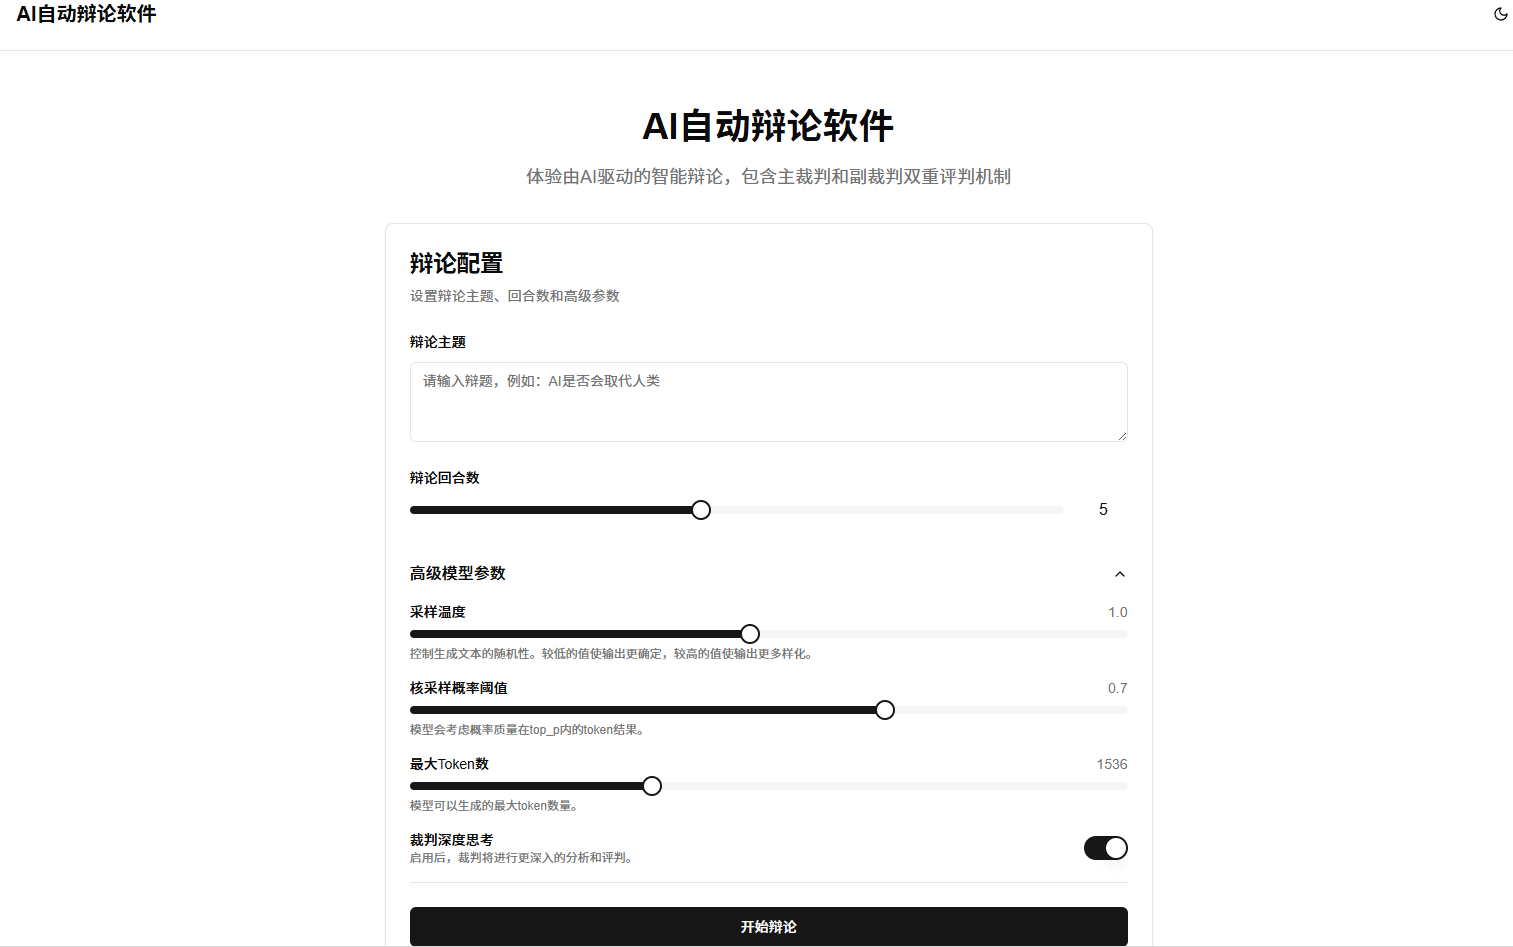 AI自动辩论软件
AI自动辩论软件
体验由AI驱动的智能辩论，包含主裁判和副裁判双重评判机制
辩论配置
设置辩论主题、回合数和高级参数
辩论主题
请输入辩题，例如：AI是否会取代人类
辩论回合数
5
高级模型参数
采样温度
1.0
控制生成文本的随机性。较低的值使输出更确定，较高的值使输出更多样化。
核采样概率阈值
0.7
模型会考虑概率质量在top_p内的token结果。
最大Token数
1536
模型可以生成的最大token数量。
裁判深度思考
启用后，裁判将进行更深入的分析和评判。
开始辩论